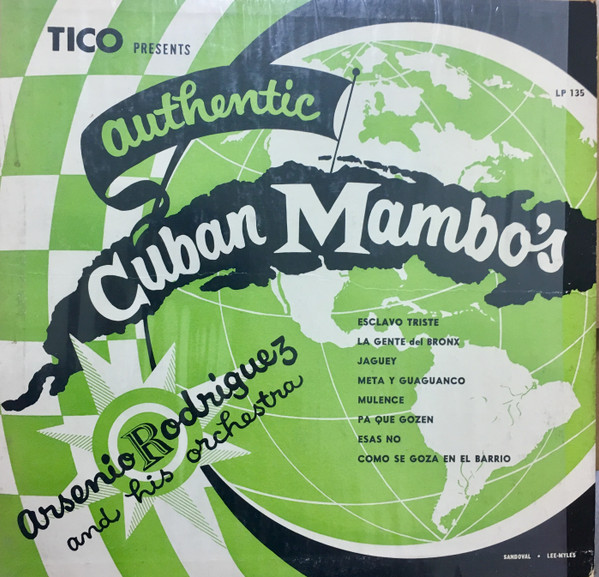 TICO PRESENTS
LP 135
authentic
Cuban Mambo's
ESCLAVO TRISTE
LA GENTE del BRONX
JAGUEY
META Y GUAGUANCO
MULENCE
PA QUE GOZEN
ESAS NO
COMO SE GOZA EN EL BARRIO
arsenio Rodriguez
and his orchestra
SANDOVAL • LEE-MYLES